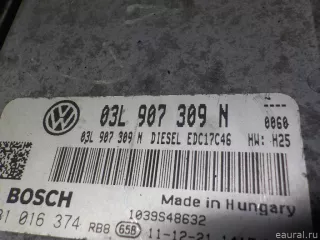 03L 907 309 N
4
0060
03L 907 309 N DIESEL EDC17C46 HW: H25
BOSCH
Made in Hungary
1039S48632
016 374 RB8 658 11-12-21
eaural.ru